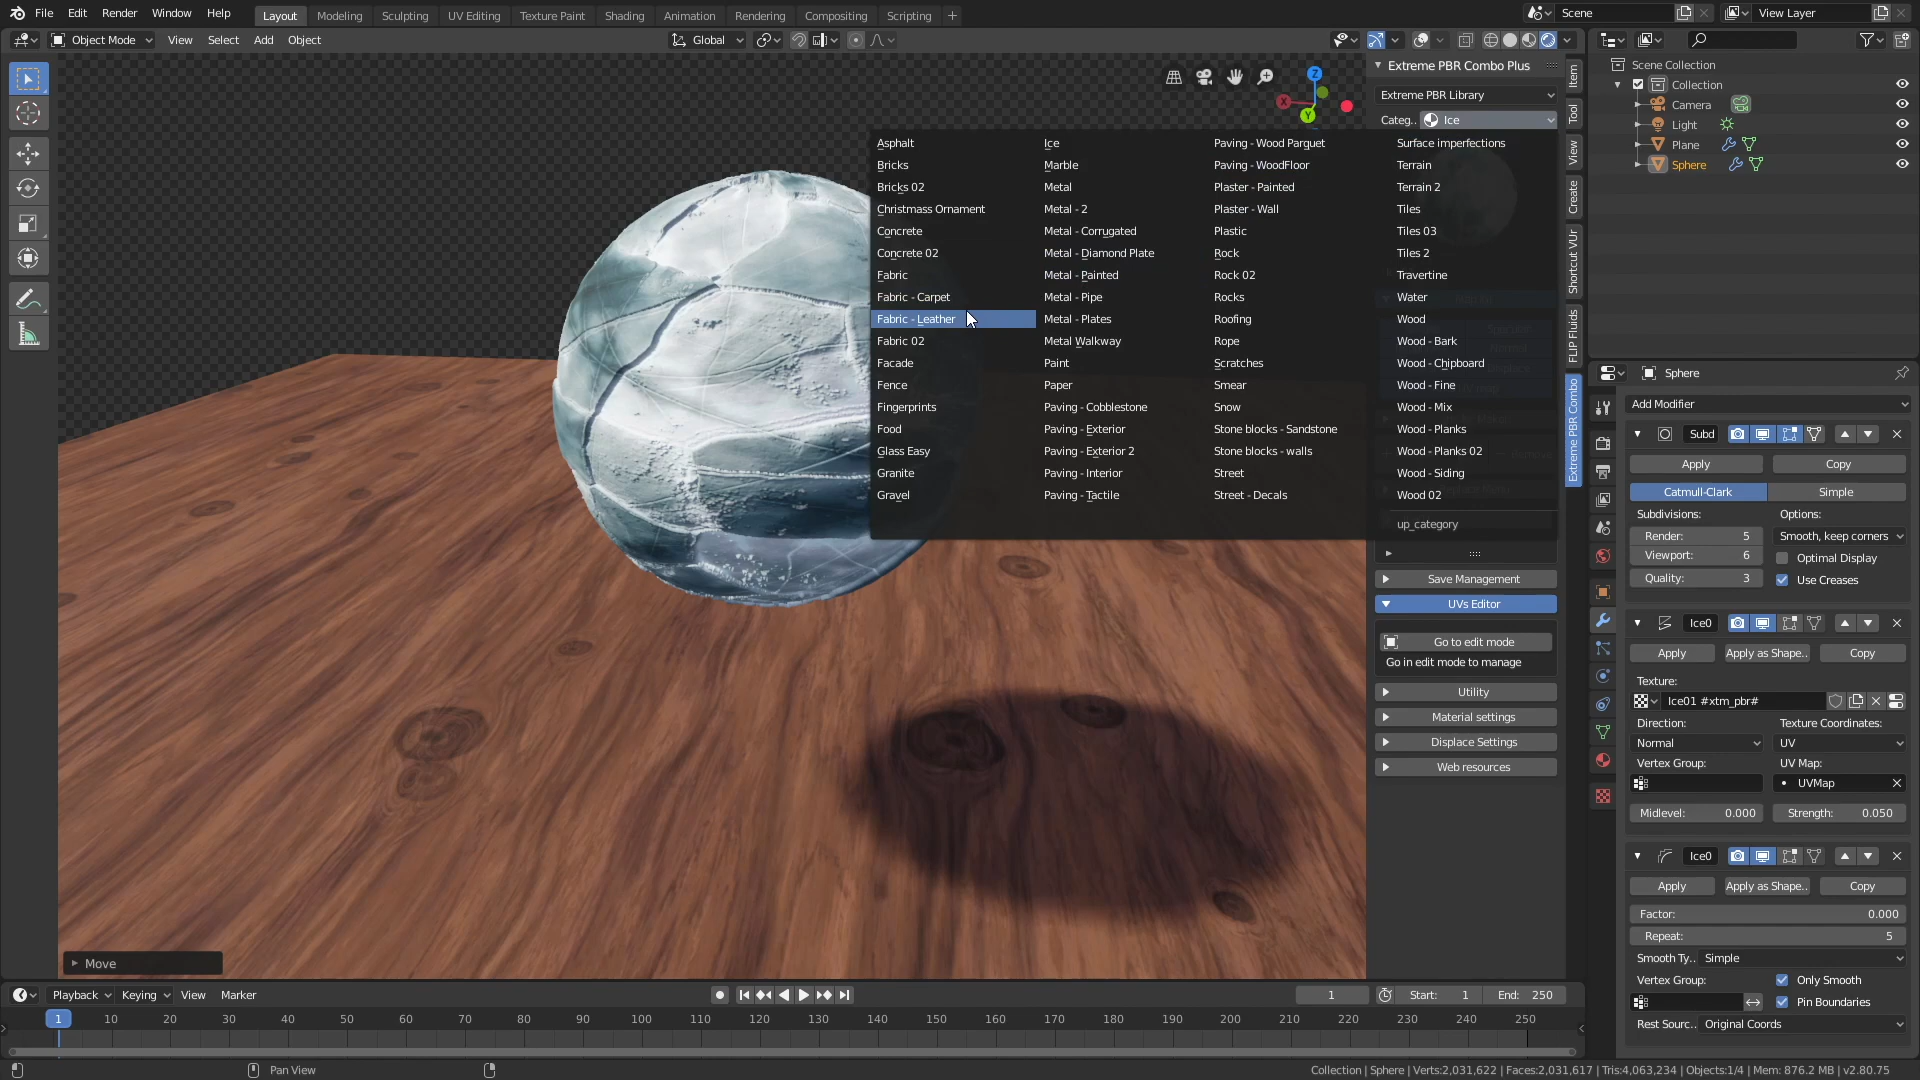 File Edit Render Window Help Layout Modeling Sculpting UV Editing Texture Paint Shading Animation Rendering Compositing Scripting + Scene View Layer
Object Mode View Select Add Object Global
Extreme PBR Combo Plus
Extreme PBR Library
Categ.. Ice
Asphalt
Bricks
Bricks 02
Christmass Ornament
Concrete
Concrete 02
Fabric
Fabric - Carpet
Fabric - Leather
Fabric 02
Facade
Fence
Fingerprints
Food
Glass Easy
Granite
Gravel
Ice
Marble
Metal
Metal - 2
Metal - Corrugated
Metal - Diamond Plate
Metal - Painted
Metal - Pipe
Metal - Plates
Metal Walkway
Paint
Paper
Paving - Cobblestone
Paving - Exterior
Paving - Exterior 2
Paving - Interior
Paving - Tactile
Paving - Wood Parquet
Paving - WoodFloor
Plaster - Painted
Plaster - Wall
Plastic
Rock
Rock 02
Rocks
Roofing
Rope
Scratches
Smear
Snow
Stone blocks - Sandstone
Stone blocks - walls
Street
Street - Decals
Surface imperfections
Terrain
Terrain 2
Tiles
Tiles 03
Tiles 2
Travertine
Water
Wood
Wood - Bark
Wood - Chipboard
Wood - Fine
Wood - Mix
Wood - Planks
Wood - Planks 02
Wood - Siding
Wood 02
up_category
Save Management
UVs Editor
Go to edit mode
Go in edit mode to manage
Utility
Material settings
Displace Settings
Web resources
Item
Tool
View
Create
Shortcut VUr
FLIP Fluids
Extreme PBR Combo
X
Y
Z
Scene Collection
Collection
Camera
Light
Plane
Sphere
Sphere
Add Modifier
Subd
Apply Copy
Catmull-Clark Simple
Subdivisions: Options:
Render: 5 Smooth, keep corners
Viewport: 6 Optimal Display
Quality: 3 Use Creases
Ice0
Apply Apply as Shape.. Copy
Texture:
Ice01 #xtm_pbr#
Direction: Texture Coordinates:
Normal UV
Vertex Group: UV Map:
UVMap
Midlevel: 0.000 Strength: 0.050
Ice0
Apply Apply as Shape.. Copy
Factor: 0.000
Repeat: 5
Smooth Ty.. Simple
Vertex Group: Only Smooth
Pin Boundaries
Rest Sourc.. Original Coords
Move
Playback Keying View Marker 1 Start: 1 End: 250
1 10 20 30 40 50 60 70 80 90 100 110 120 130 140 150 160 170 180 190 200 210 220 230 240 250
Pan View
Collection | Sphere | Verts:2,031,622 | Faces:2,031,617 | Tris:4,063,234 | Objects:1/4 | Mem: 876.2 MB | v2.80.75